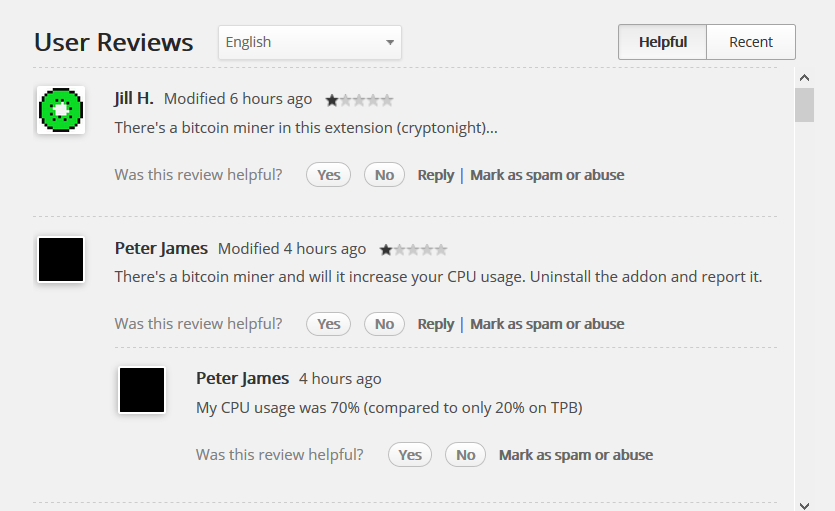 User Reviews English Helpful Recent
Jill H. Modified 6 hours ago
There's a bitcoin miner in this extension (cryptonight)...
Was this review helpful? Yes No Reply | Mark as spam or abuse
Peter James Modified 4 hours ago
There's a bitcoin miner and will it increase your CPU usage. Uninstall the addon and report it.
Was this review helpful? Yes No Reply | Mark as spam or abuse
Peter James 4 hours ago
My CPU usage was 70% (compared to only 20% on TPB)
Was this review helpful? Yes No Mark as spam or abuse